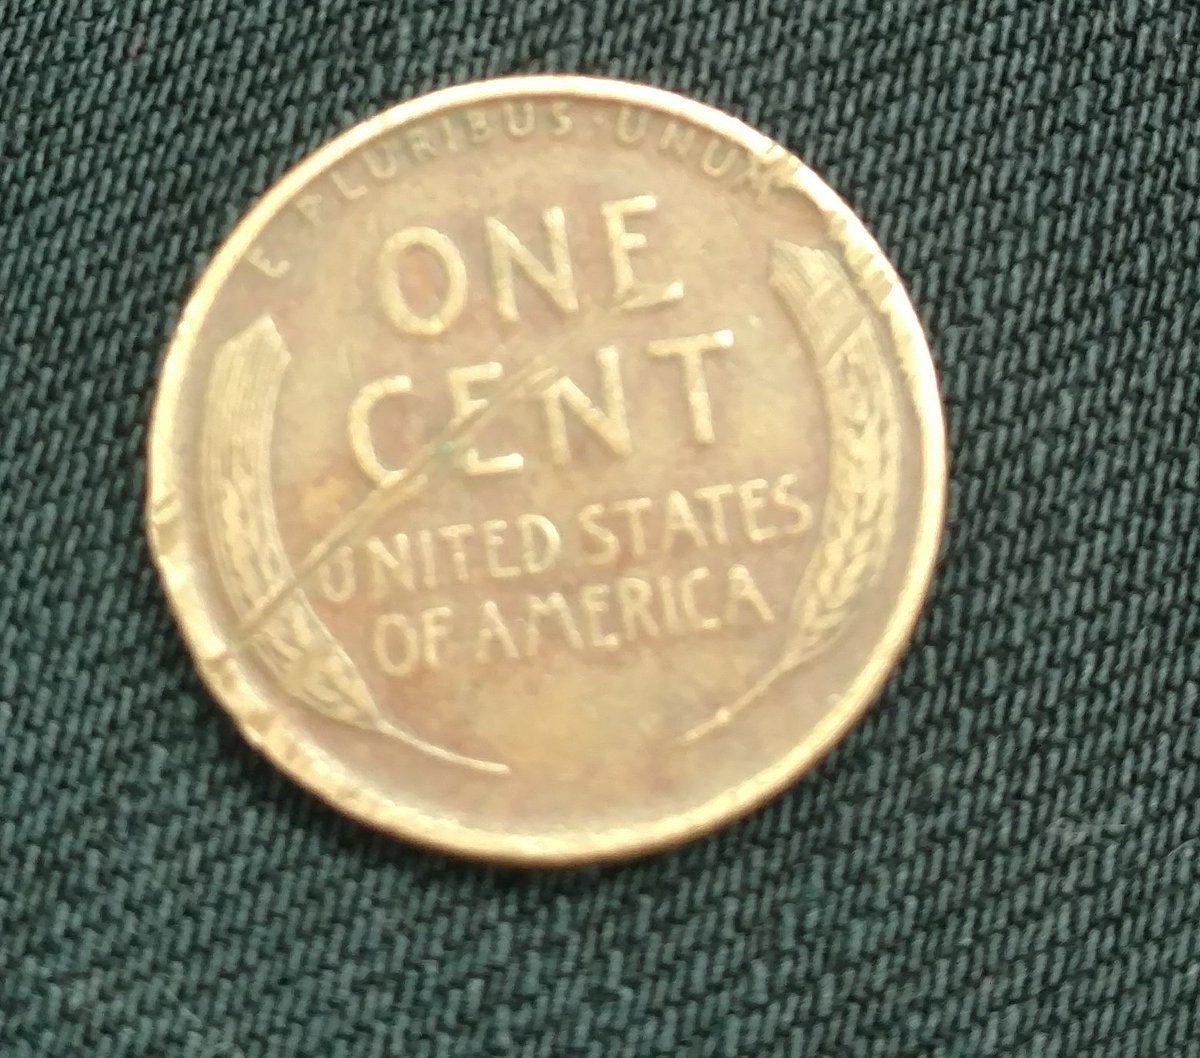 E PLURIBUS · UNUM
ONE
CENT
UNITED STATES
OF AMERICA